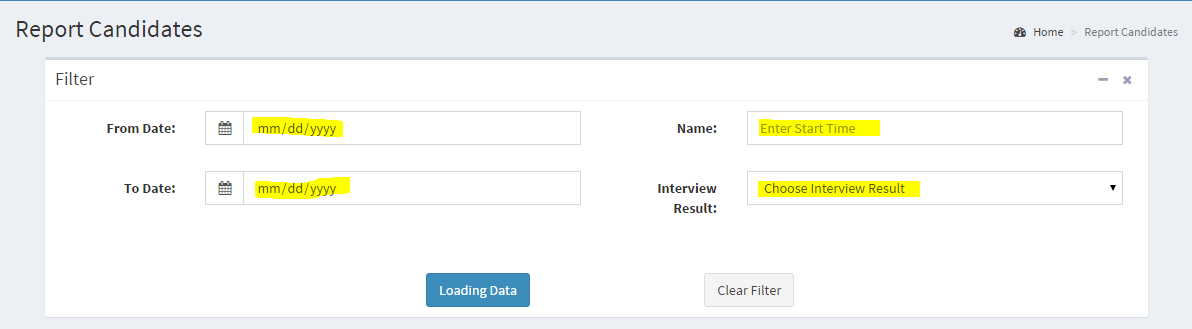 Report Candidates
Home > Report Candidates
Filter
From Date: mm/dd/yyyy Name: Enter Start Time
To Date: mm/dd/yyyy Interview Result: Choose Interview Result
Loading Data Clear Filter